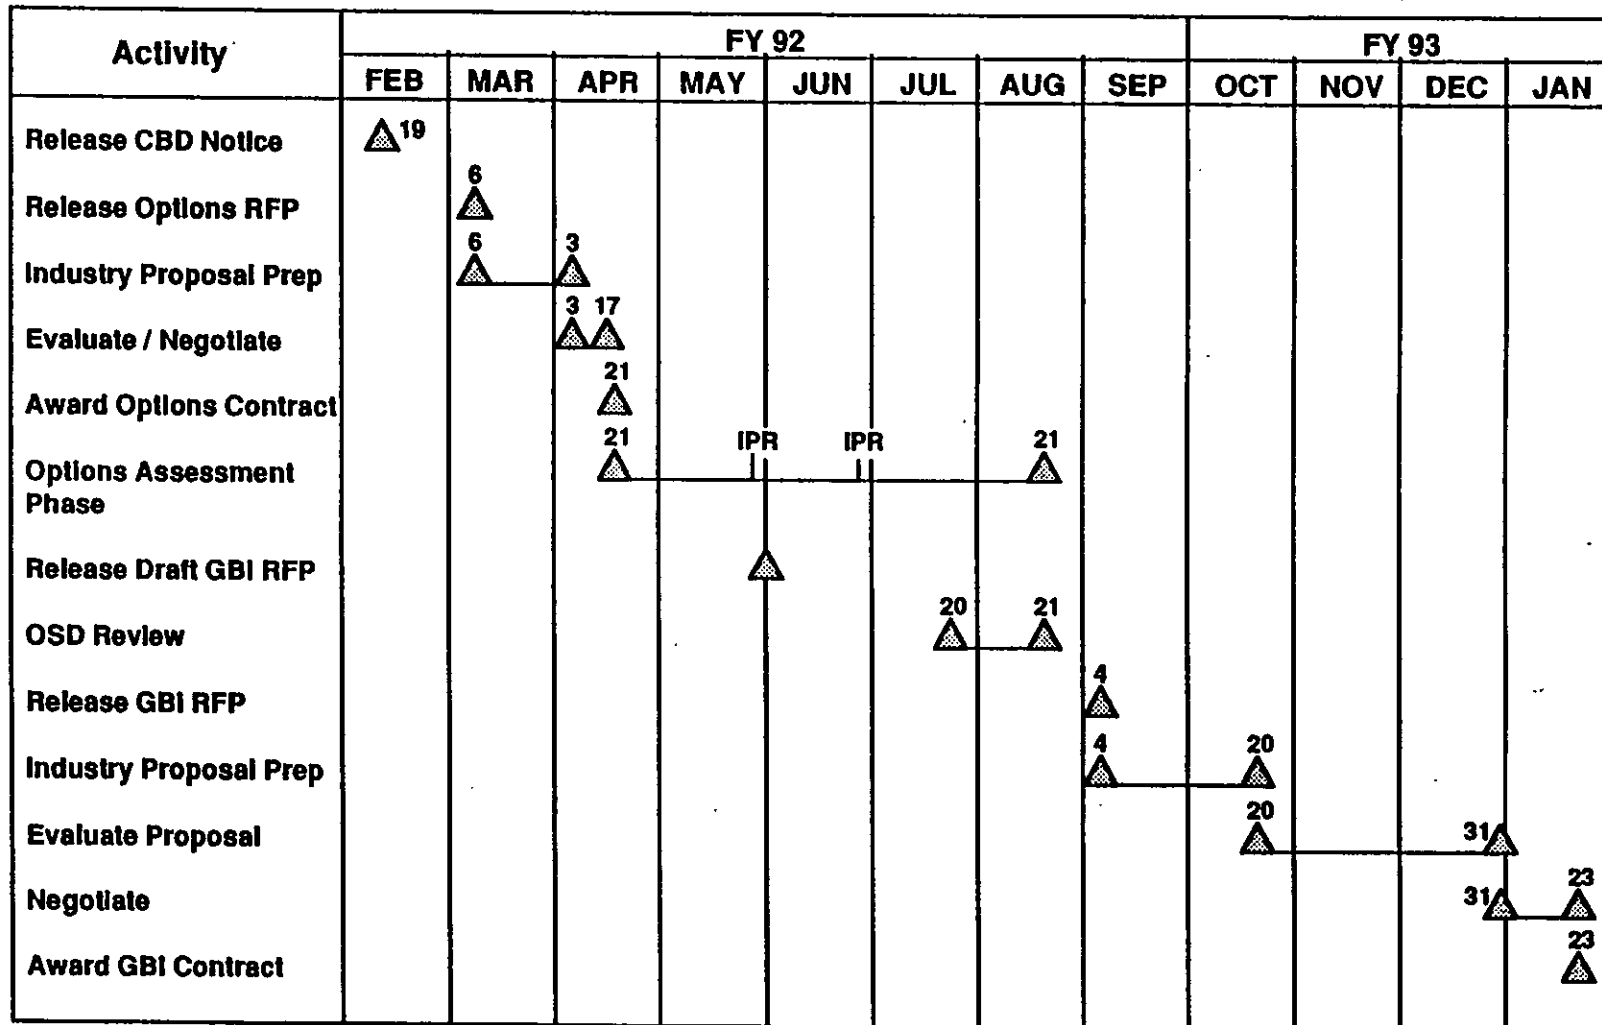 Activity
FY 92
FY 93
FEB MAR APR MAY JUN JUL AUG SEP OCT NOV DEC JAN
Release CBD Notice 19
Release Options RFP 6
Industry Proposal Prep 6 3
Evaluate / Negotiate 3 17
Award Options Contract 21
Options Assessment 21 IPR IPR 21
Phase
Release Draft GBI RFP
OSD Review 20 21
Release GBI RFP 4
Industry Proposal Prep 4 20
Evaluate Proposal 20 31
Negotiate 31 23
Award GBI Contract 23